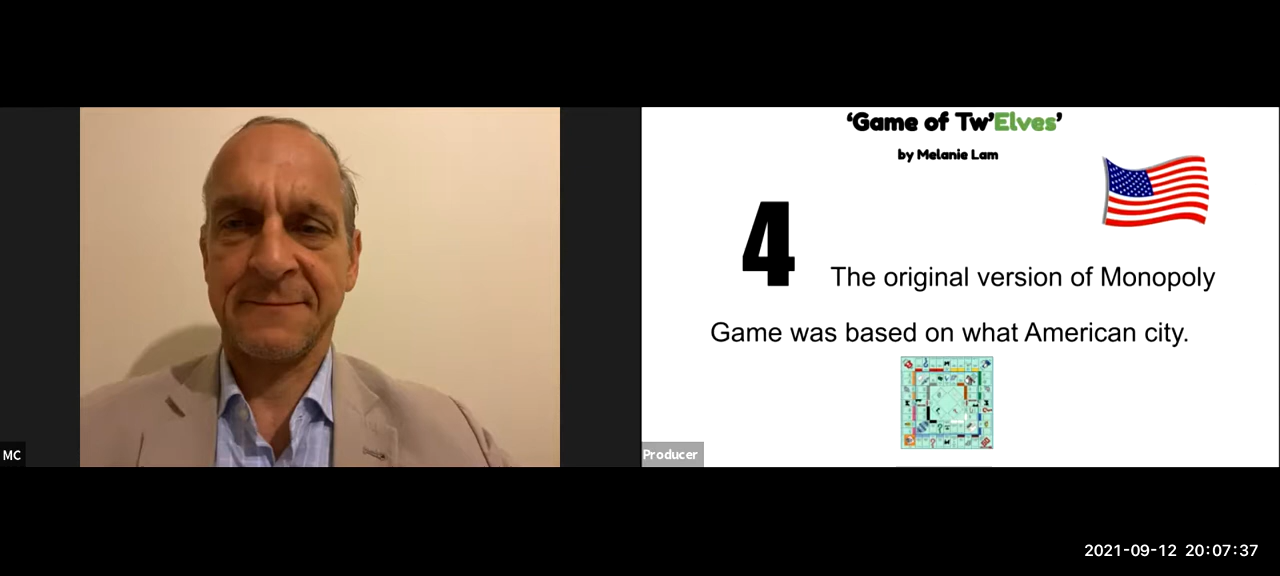 ‘Game of Tw’Elves’
by Melanie Lam
4
The original version of Monopoly
Game was based on what American city.
MC
Producer
2021-09-12 20:07:37